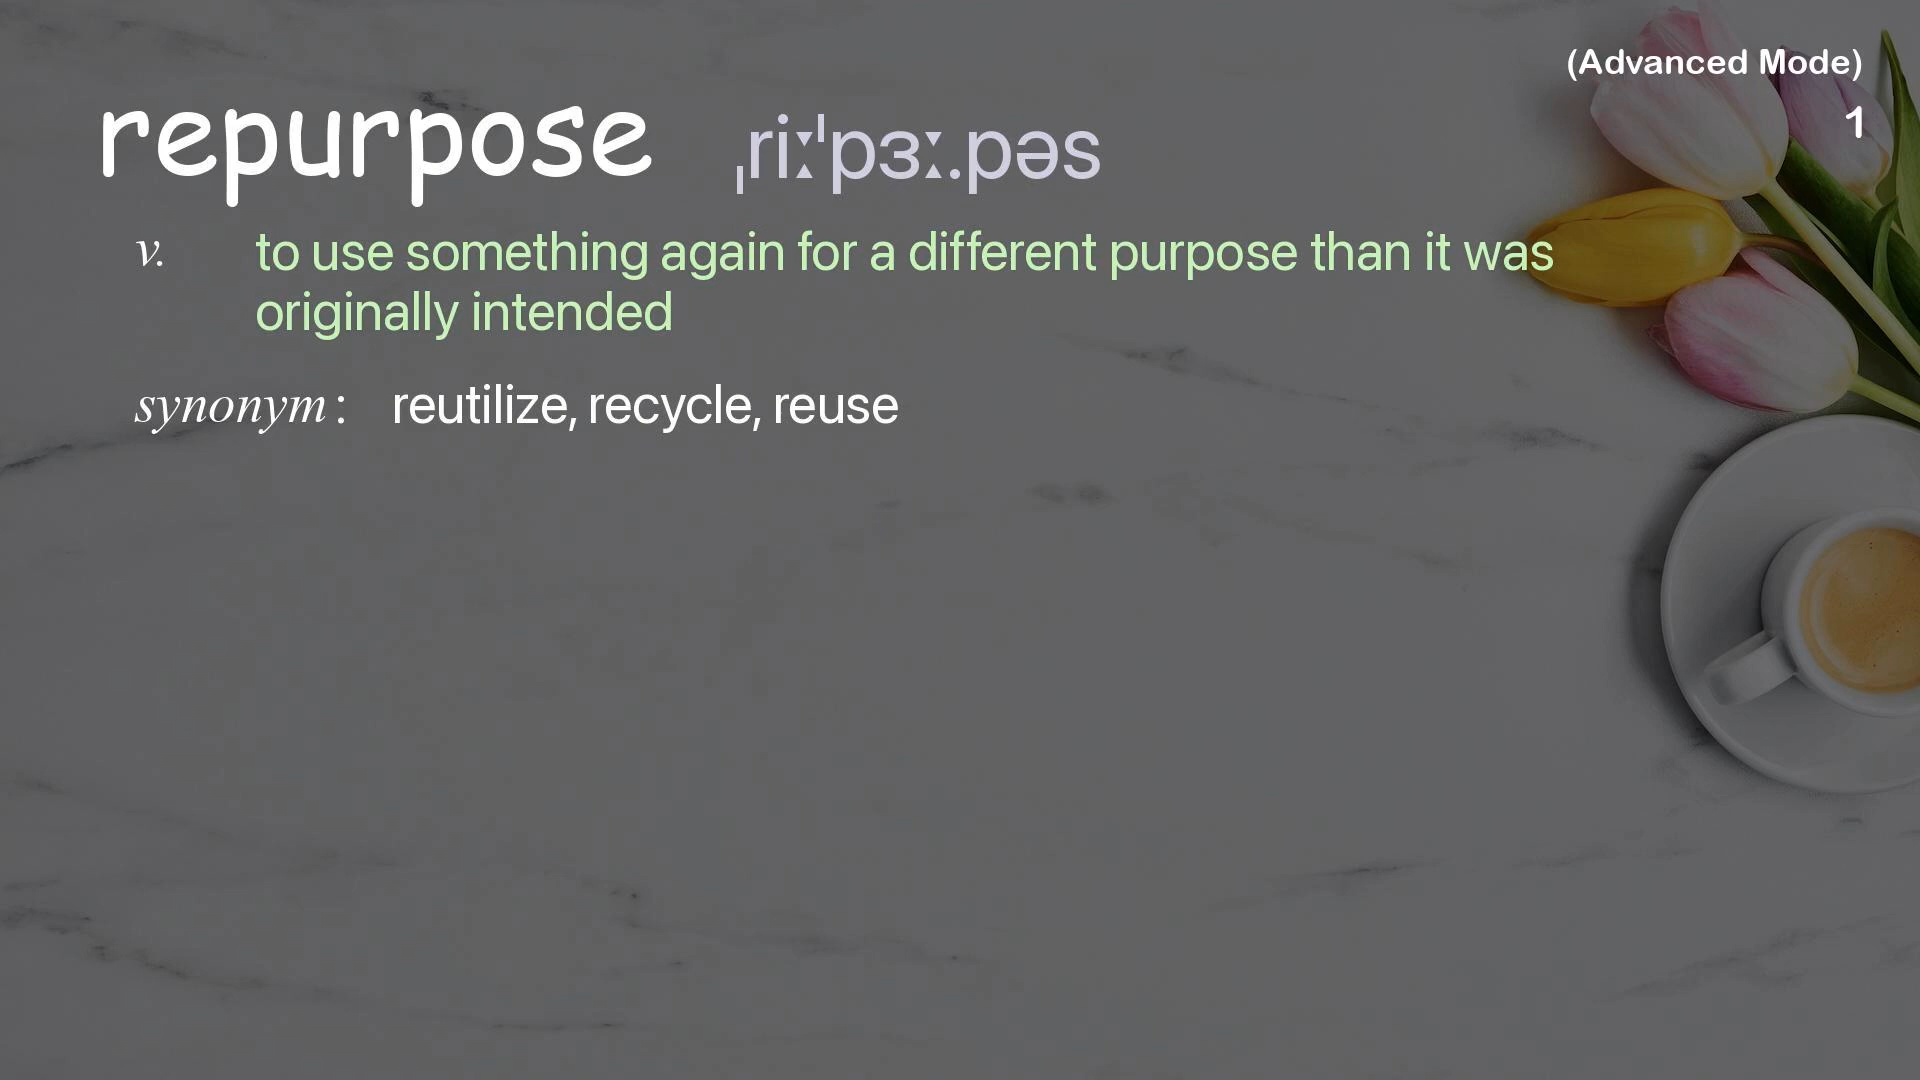 (Advanced Mode)
1
repurpose ˌriːˈpɜː.pəs
v. to use something again for a different purpose than it was
originally intended
synonym : reutilize, recycle, reuse